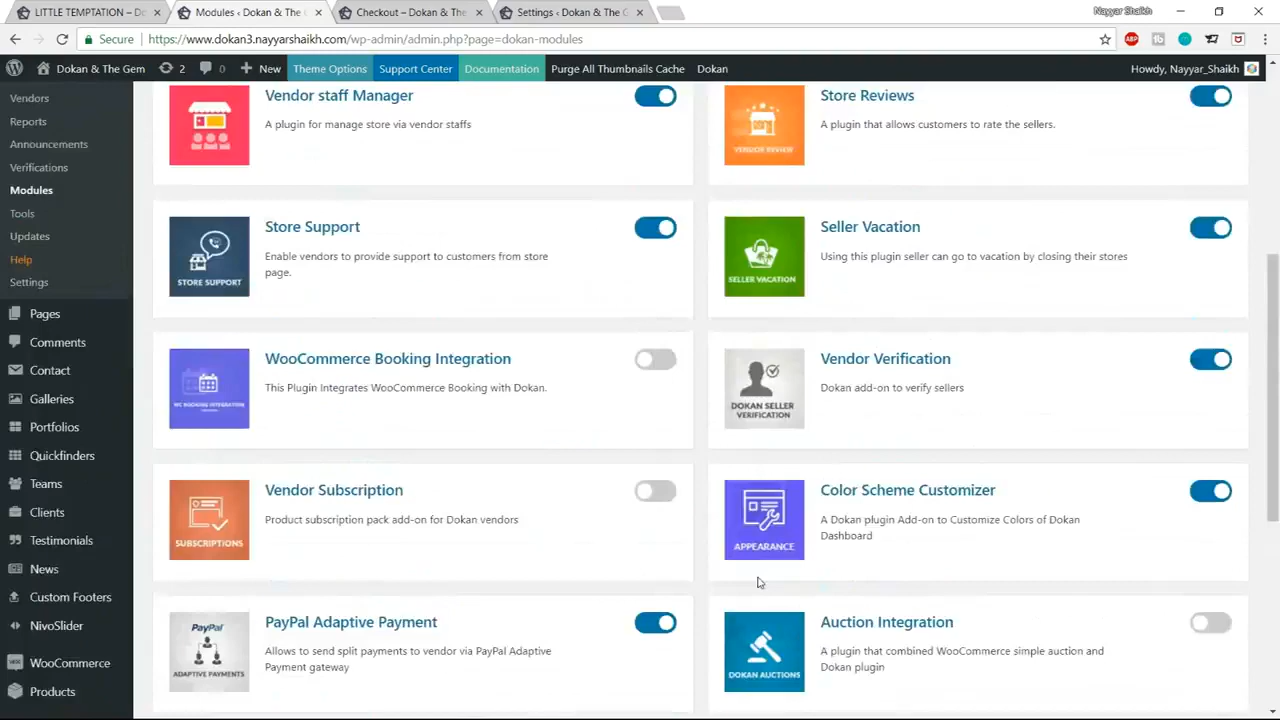 LITTLE TEMPTATION – D
Modules ‹ Dokan & The G
Checkout – Dokan & The
Settings ‹ Dokan & The G
Nayyar Shaikh
Secure
https://www.dokan3.nayyarshaikh.com/wp-admin/admin.php?page=dokan-modules
ABP
Dokan & The Gem
2
0
New
Theme Options
Support Center
Documentation
Purge All Thumbnails Cache
Dokan
Howdy, Nayyar_Shaikh
Vendors
Reports
Announcements
Verifications
Modules
Tools
Updates
Help
Settings
Pages
Comments
Contact
Galleries
Portfolios
Quickfinders
Teams
Clients
Testimonials
News
Custom Footers
NivoSlider
WooCommerce
Products
Vendor staff Manager
A plugin for manage store via vendor staffs
VENDOR REVIEW
Store Reviews
A plugin that allows customers to rate the sellers.
STORE SUPPORT
Store Support
Enable vendors to provide support to customers from store
page.
SELLER VACATION
Seller Vacation
Using this plugin seller can go to vacation by closing their stores
WC BOOKING INTEGRATION
WooCommerce Booking Integration
This Plugin Integrates WooCommerce Booking with Dokan.
DOKAN SELLER
VERIFICATION
Vendor Verification
Dokan add-on to verify sellers
SUBSCRIPTIONS
Vendor Subscription
Product subscription pack add-on for Dokan vendors
APPEARANCE
Color Scheme Customizer
A Dokan plugin Add-on to Customize Colors of Dokan
Dashboard
PayPal
ADAPTIVE PAYMENTS
PayPal Adaptive Payment
Allows to send split payments to vendor via PayPal Adaptive
Payment gateway
DOKAN AUCTIONS
Auction Integration
A plugin that combined WooCommerce simple auction and
Dokan plugin